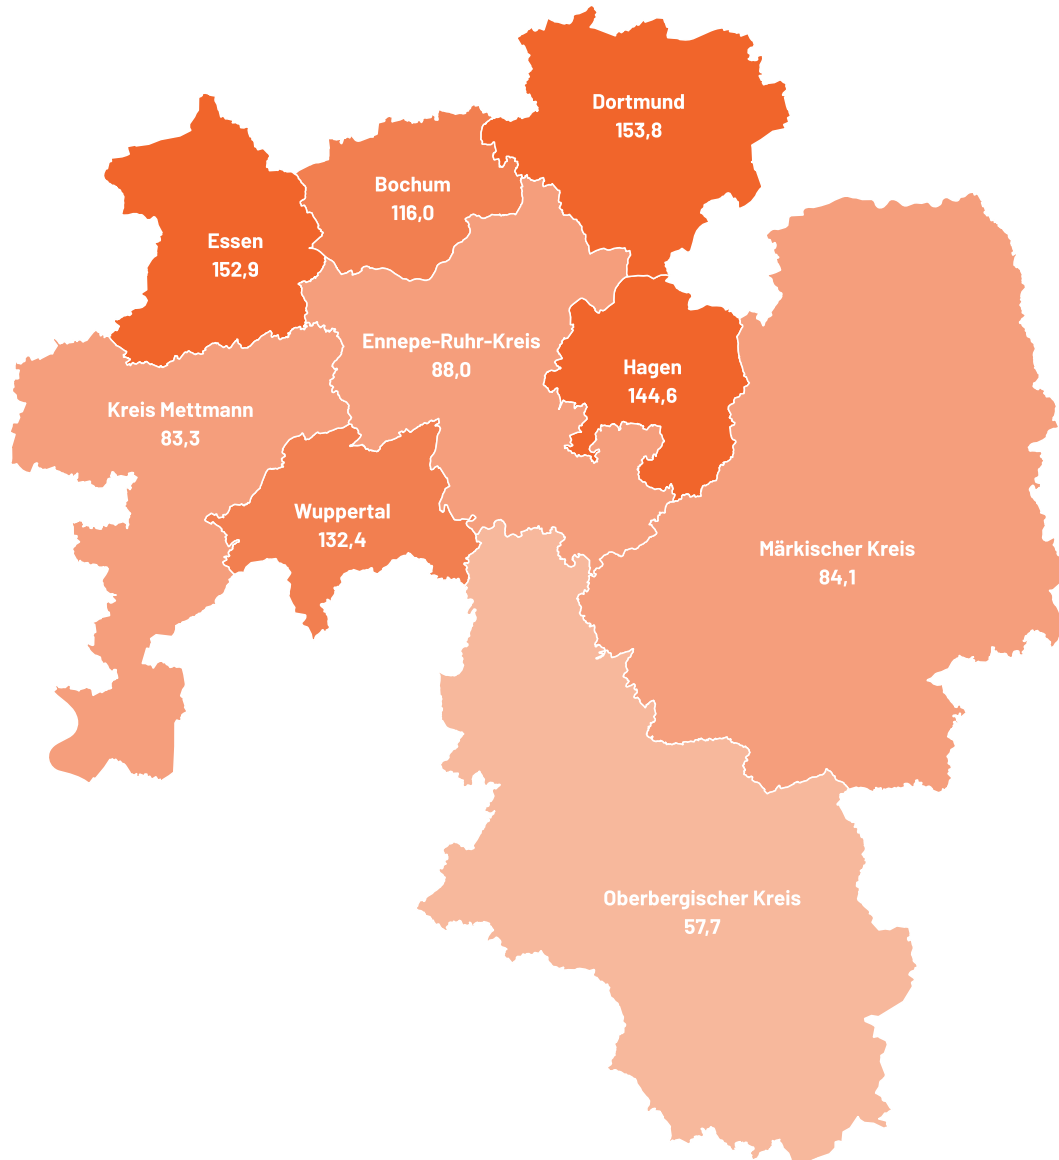 Dortmund
153,8
Bochum
116,0
Essen
152,9
Ennepe-Ruhr-Kreis
88,0
Hagen
144,6
Kreis Mettmann
83,3
Wuppertal
132,4
Märkischer Kreis
84,1
Oberbergischer Kreis
57,7